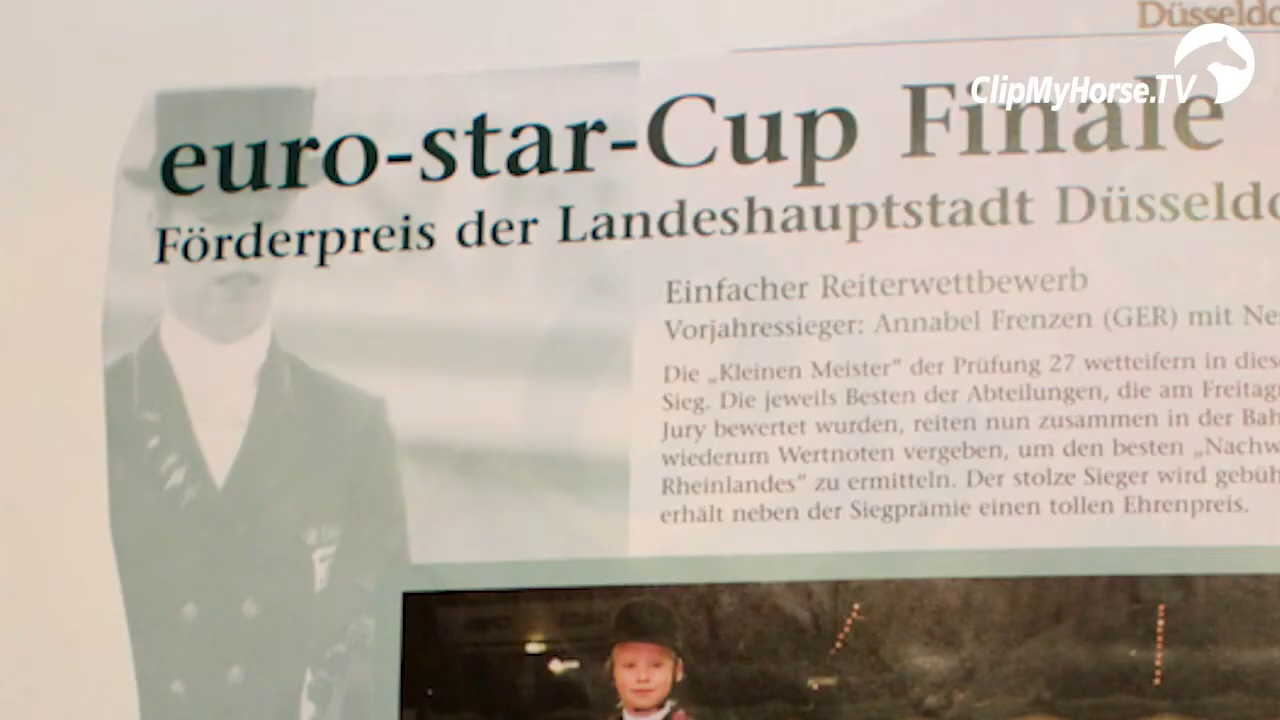 Düsseldo
ClipMyHorse.TV
euro-star-Cup Finale
Förderpreis der Landeshauptstadt Düsseldo
Einfacher Reiterwettbewerb
Vorjahressieger: Annabel Frenzen (GER) mit Ne
Die „Kleinen Meister“ der Prüfung 27 wetteifern in dies
Sieg. Die jeweils Besten der Abteilungen, die am Freitag
Jury bewertet wurden, reiten nun zusammen in der Bah
wiederum Wertnoten vergeben, um den besten „Nachw
Rheinlandes“ zu ermitteln. Der stolze Sieger wird gebüh
erhält neben der Siegprämie einen tollen Ehrenpreis.